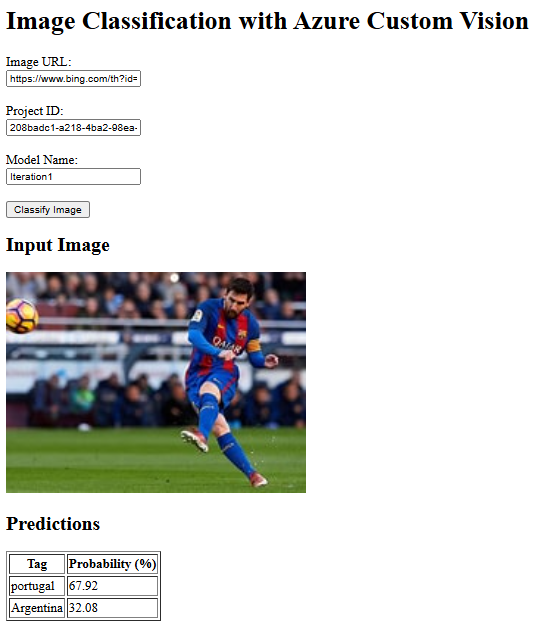 Image Classification with Azure Custom Vision
Image URL:
https://www.bing.com/th?id=
Project ID:
208badc1-a218-4ba2-98ea-
Model Name:
Iteration1
Classify Image
Input Image
QATAR
Predictions
Tag Probability (%)
portugal 67.92
Argentina 32.08